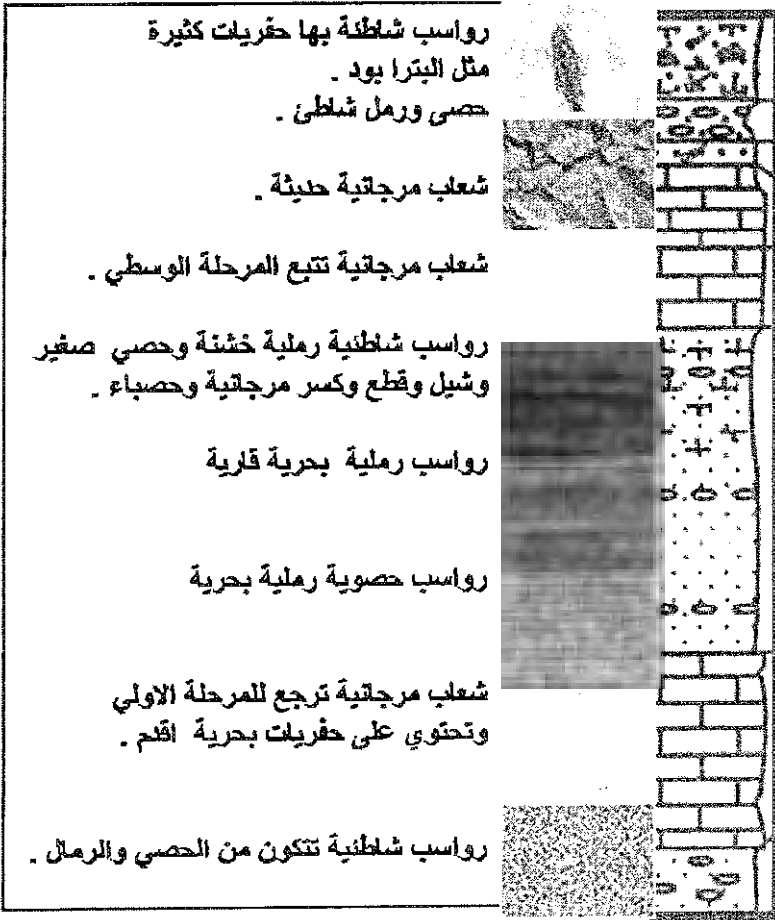 رواسب شاطئة بها حفريات كثيرة
مثل البترا بود .
حصى ورمل شاطئ .
شعاب مرجانية حديثة .
شعاب مرجانية تتبع المرحلة الوسطي .
رواسب شاطئية رملية خشنة وحصي صغير
وشيل وقطع وكسر مرجانية وحصباء .
رواسب رملية بحرية قارية
رواسب حصوية رملية بحرية
شعاب مرجانية ترجع للمرحلة الاولي
وتحتوي على حفريات بحرية اقدم .
رواسب شاطئية تتكون من الحصي والرمال .